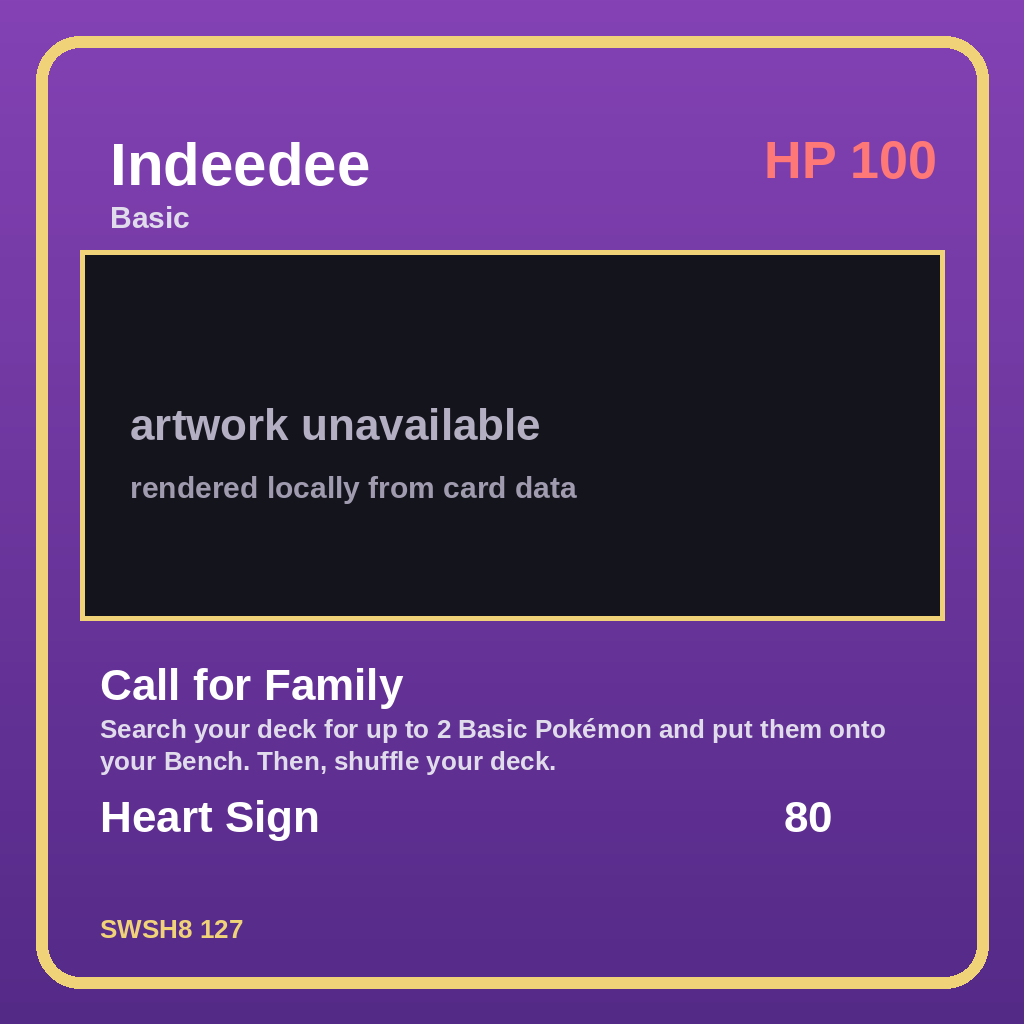 Indeedee
HP 100
Basic
artwork unavailable
rendered locally from card data
Call for Family
Search your deck for up to 2 Basic Pokémon and put them onto
your Bench. Then, shuffle your deck.
Heart Sign 80
SWSH8 127